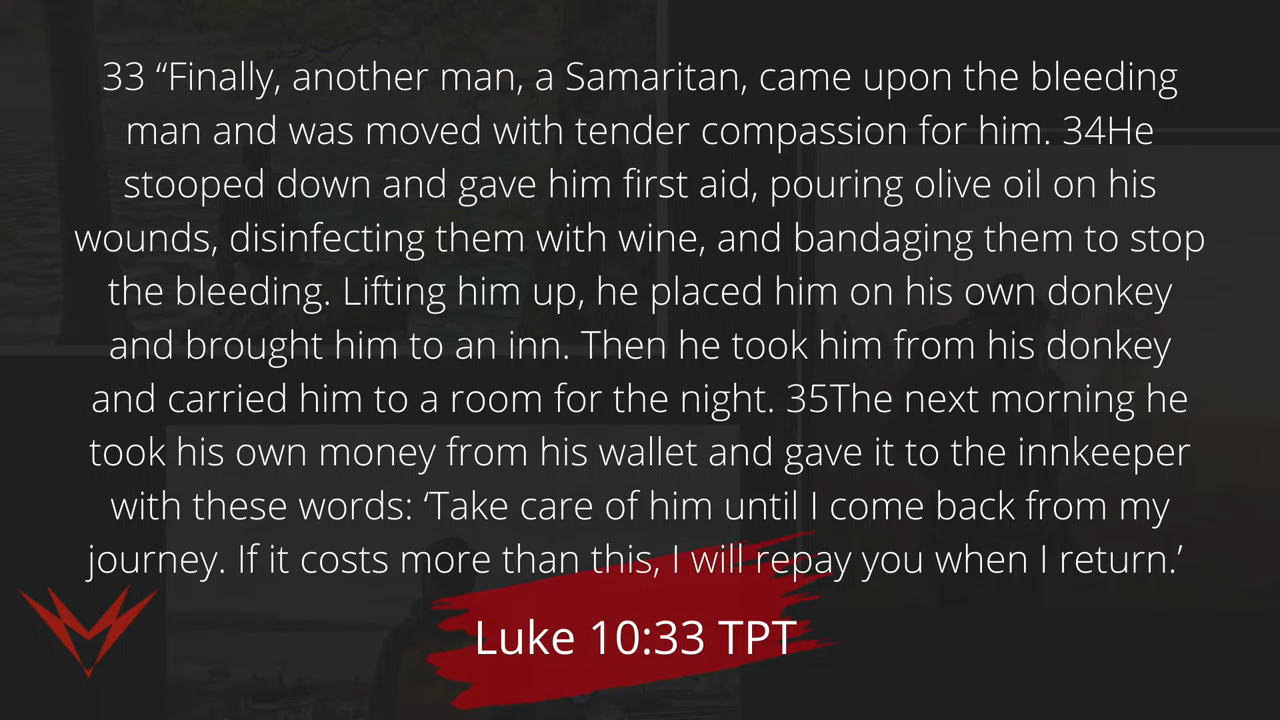 33 “Finally, another man, a Samaritan, came upon the bleeding
man and was moved with tender compassion for him. 34He
stooped down and gave him first aid, pouring olive oil on his
wounds, disinfecting them with wine, and bandaging them to stop
the bleeding. Lifting him up, he placed him on his own donkey
and brought him to an inn. Then he took him from his donkey
and carried him to a room for the night. 35The next morning he
took his own money from his wallet and gave it to the innkeeper
with these words: ‘Take care of him until I come back from my
journey. If it costs more than this, I will repay you when I return.’
Luke 10:33 TPT